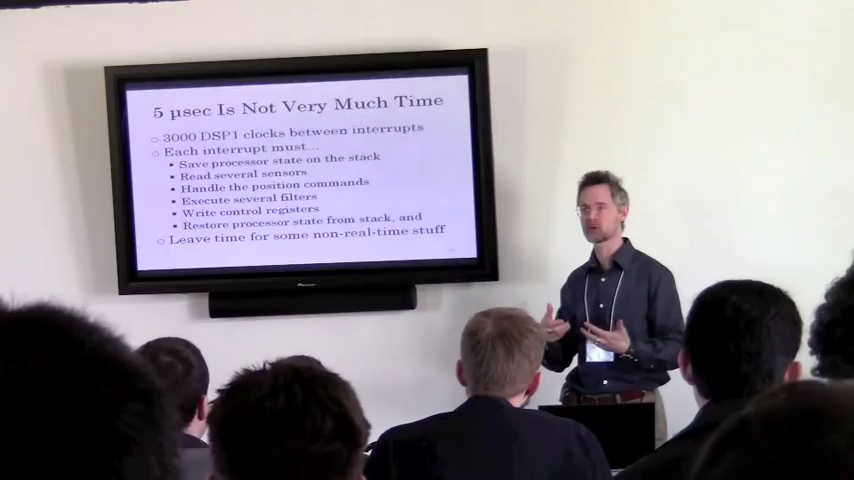 5 µsec Is Not Very Much Time
3000 DSP1 clocks between interrupts
Each interrupt must…
Save processor state on the stack
Read several sensors
Handle the position commands
Execute several filters
Write control registers
Restore processor state from stack, and
Leave time for some non-real-time stuff